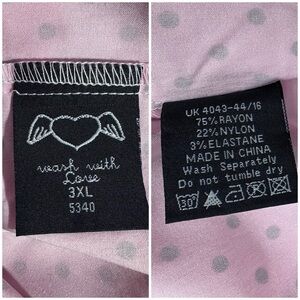 wash with
Love
3XL
5340
UK 4043-44/16
75% RAYON
22% NYLON
3% ELASTANE
MADE IN CHINA
Wash Separately
Do not tumble dry
30°